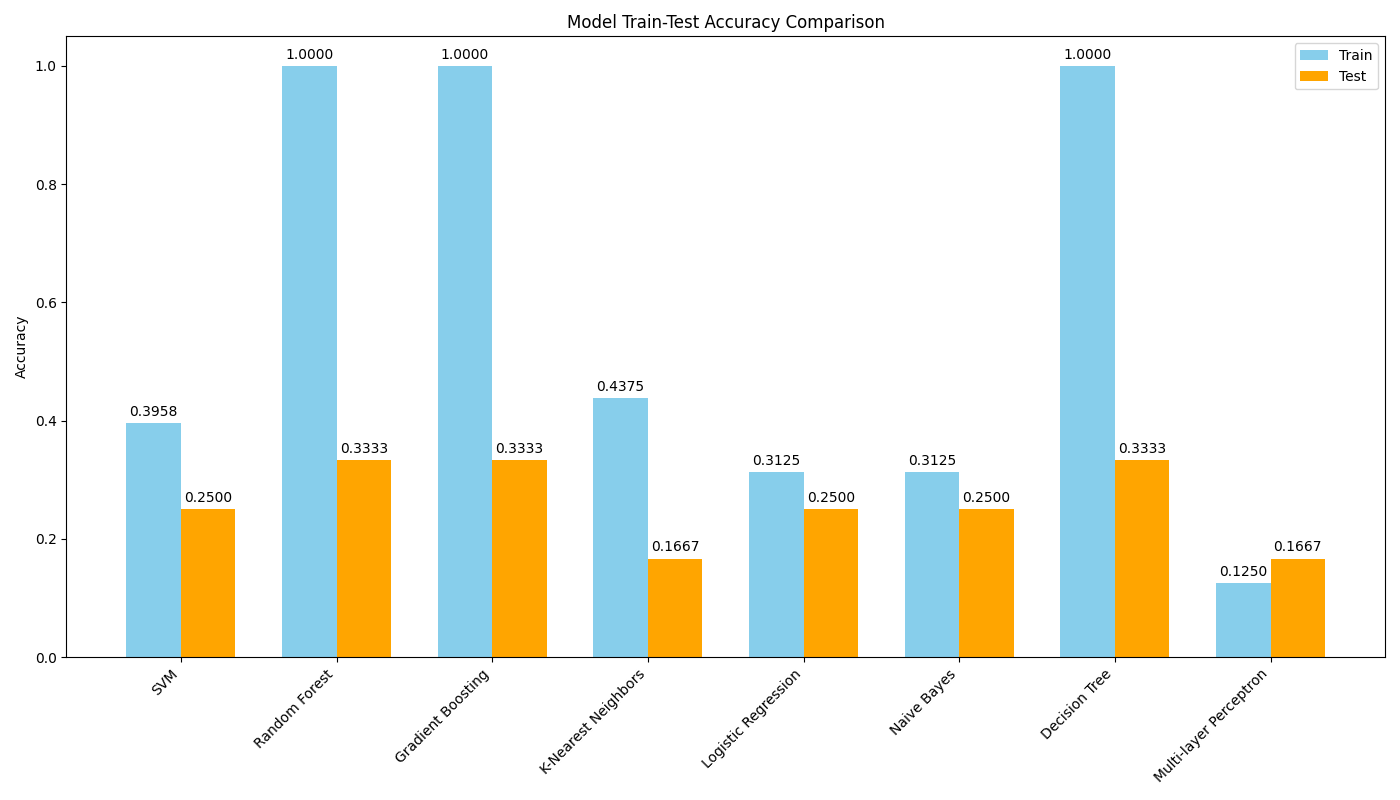 Model Train-Test Accuracy Comparison
Train
Test
Accuracy
1.0
0.8
0.6
0.4
0.2
0.0
0.3958
0.2500
1.0000
0.3333
1.0000
0.3333
0.4375
0.1667
0.3125
0.2500
0.3125
0.2500
1.0000
0.3333
0.1250
0.1667
SVM
Random Forest
Gradient Boosting
K-Nearest Neighbors
Logistic Regression
Naive Bayes
Decision Tree
Multi-layer Perceptron